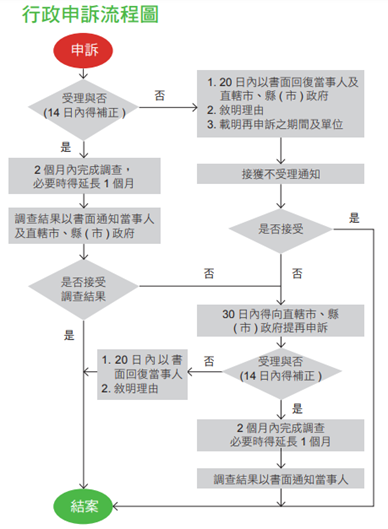 行政申訴流程圖
申訴
受理與否
(14日內得補正)
否
1. 20日內以書面回復當事人及
直轄市、縣(市)政府
2. 敘明理由
3. 載明再申訴之期間及單位
是
2個月內完成調查,
必要時得延長1個月
接獲不受理通知
調查結果以書面通知當事人
及直轄市、縣(市)政府
是否接受
是
是否接受
調查結果
否
否
30日內得向直轄市、縣
(市)政府提再申訴
是
1. 20日內以書
面回復當事人
2. 敘明理由
否
受理與否
(14日內得補正)
是
2個月內完成調查
必要時得延長1個月
調查結果以書面通知當事人
結案